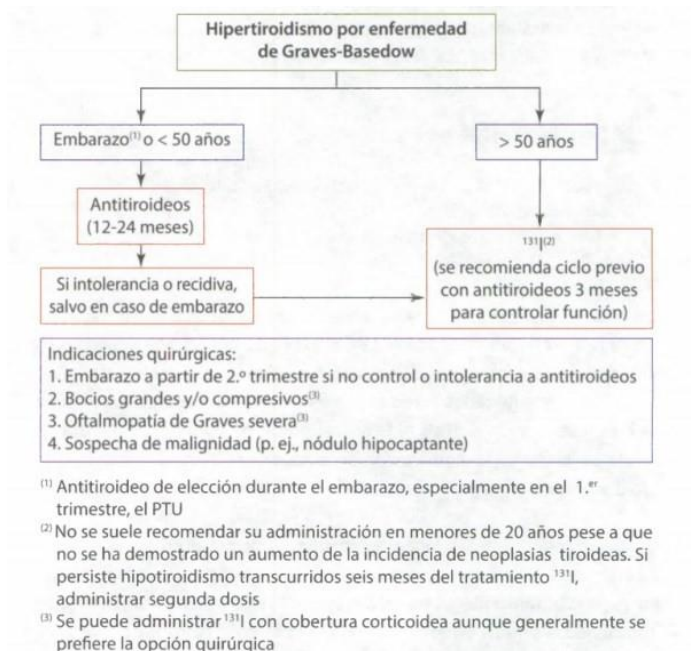 Hipertiroidismo por enfermedad
de Graves-Basedow
Embarazo⁽¹⁾ o < 50 años
> 50 años
Antitiroideos
(12-24 meses)
Si intolerancia o recidiva,
salvo en caso de embarazo
¹³¹I⁽²⁾
(se recomienda ciclo previo
con antitiroideos 3 meses
para controlar función)
Indicaciones quirúrgicas:
1. Embarazo a partir de 2.º trimestre si no control o intolerancia a antitiroideos
2. Bocios grandes y/o compresivos⁽³⁾
3. Oftalmopatía de Graves severa⁽³⁾
4. Sospecha de malignidad (p. ej., nódulo hipocaptante)
⁽¹⁾ Antitiroideo de elección durante el embarazo, especialmente en el 1.ᵉʳ
trimestre, el PTU
⁽²⁾ No se suele recomendar su administración en menores de 20 años pese a que
no se ha demostrado un aumento de la incidencia de neoplasias tiroideas. Si
persiste hipotiroidismo transcurridos seis meses del tratamiento ¹³¹I,
administrar segunda dosis
⁽³⁾ Se puede administrar ¹³¹I con cobertura corticoidea aunque generalmente se
prefiere la opción quirúrgica